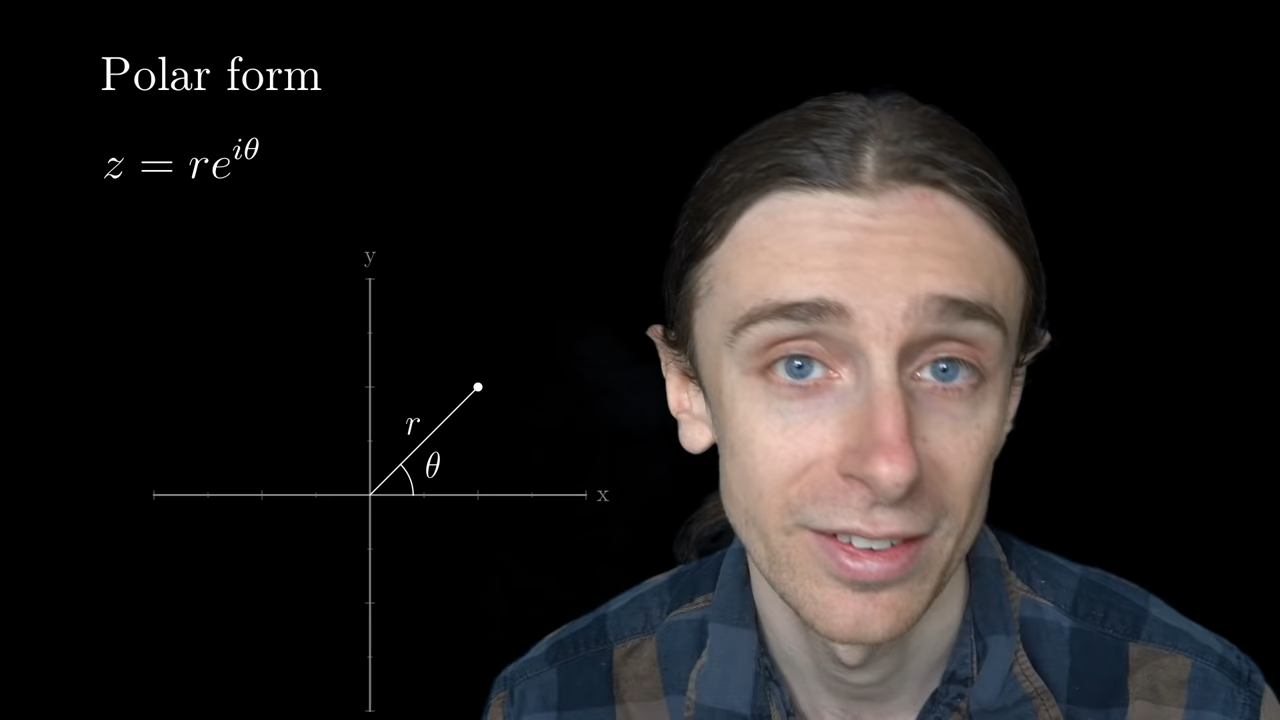 Polar form
z = re^{iθ}
y
r
θ
x